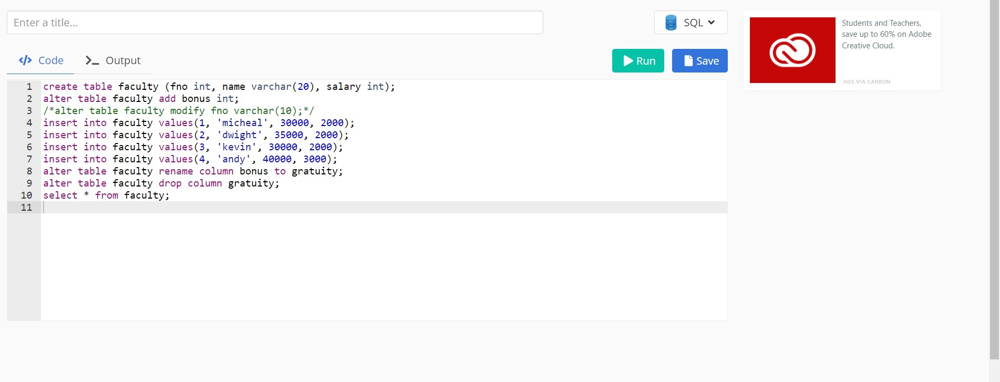 Enter a title...
SQL
Students and Teachers,
save up to 60% on Adobe
Creative Cloud.
ADS VIA CARBON
</> Code
>_ Output
Run
Save
1 create table faculty (fno int, name varchar(20), salary int);
2 alter table faculty add bonus int;
3 /*alter table faculty modify fno varchar(10);*/
4 insert into faculty values(1, 'micheal', 30000, 2000);
5 insert into faculty values(2, 'dwight', 35000, 2000);
6 insert into faculty values(3, 'kevin', 30000, 2000);
7 insert into faculty values(4, 'andy', 40000, 3000);
8 alter table faculty rename column bonus to gratuity;
9 alter table faculty drop column gratuity;
10 select * from faculty;
11